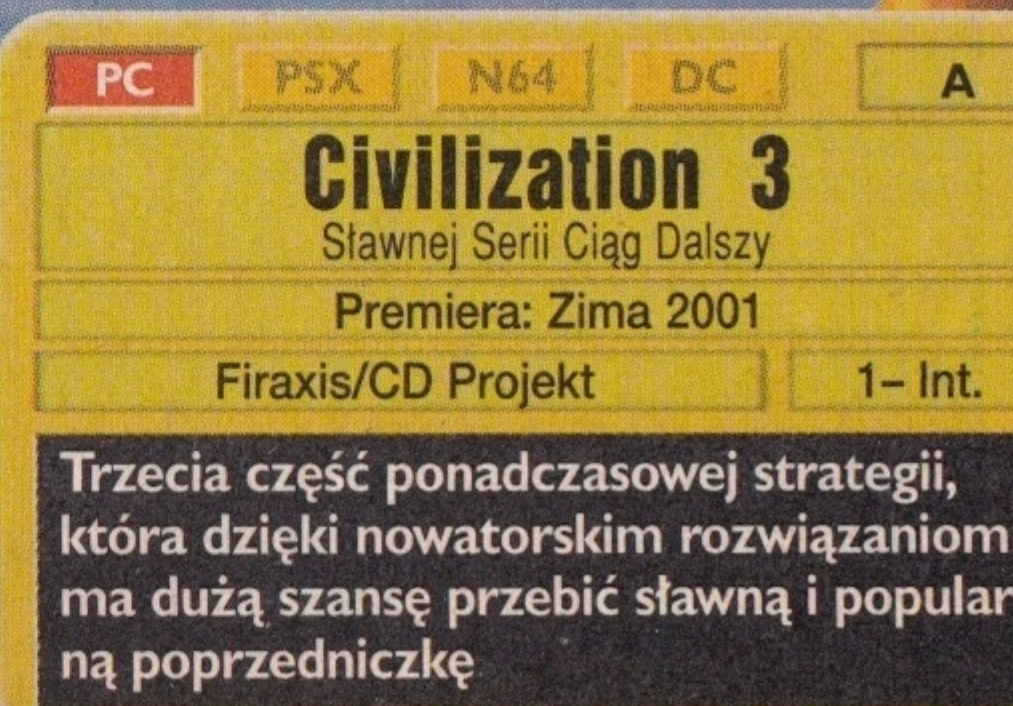 PC PSX N64 DC A
Civilization 3
Sławnej Serii Ciąg Dalszy
Premiera: Zima 2001
Firaxis/CD Projekt 1– Int.
Trzecia część ponadczasowej strategii,
która dzięki nowatorskim rozwiązaniom
ma dużą szansę przebić sławną i popular
ną poprzedniczkę